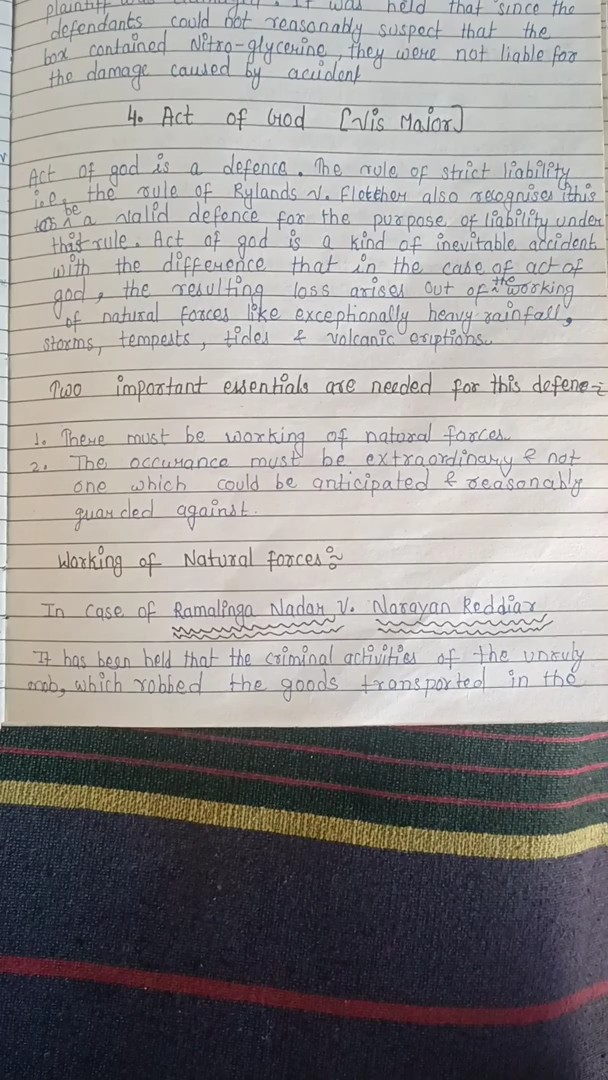 plaintiff was damaged. It was held that since the
defendants could not reasonably suspect that the
box contained Nitro-glycerine, they were not liable for
the damage caused by acident
4. Act of God [Vis Major]
Act of god is a defence. The rule of strict liability
i.e., the rule of Rylands v. Fletcher also recognises this
to be a valid defence for the purpose of liability under
this rule. Act of god is a kind of inevitable accident
with the difference that in the case of act of
god, the resulting loss arises out of the working
of natural forces like exceptionally heavy rainfall,
storms, tempests, tides & volcanic eruptions.
Two important essentials are needed for this defence-:
1. There must be working of natural forces.
2. The occurance must be extraordinary & not
one which could be anticipated & reasonably
guarded against.
Working of Natural forces:~
In case of Ramalinga Nadar V. Narayan Reddiar
It has been held that the criminal activities of the unruly
mob, which robbed the goods transported in the